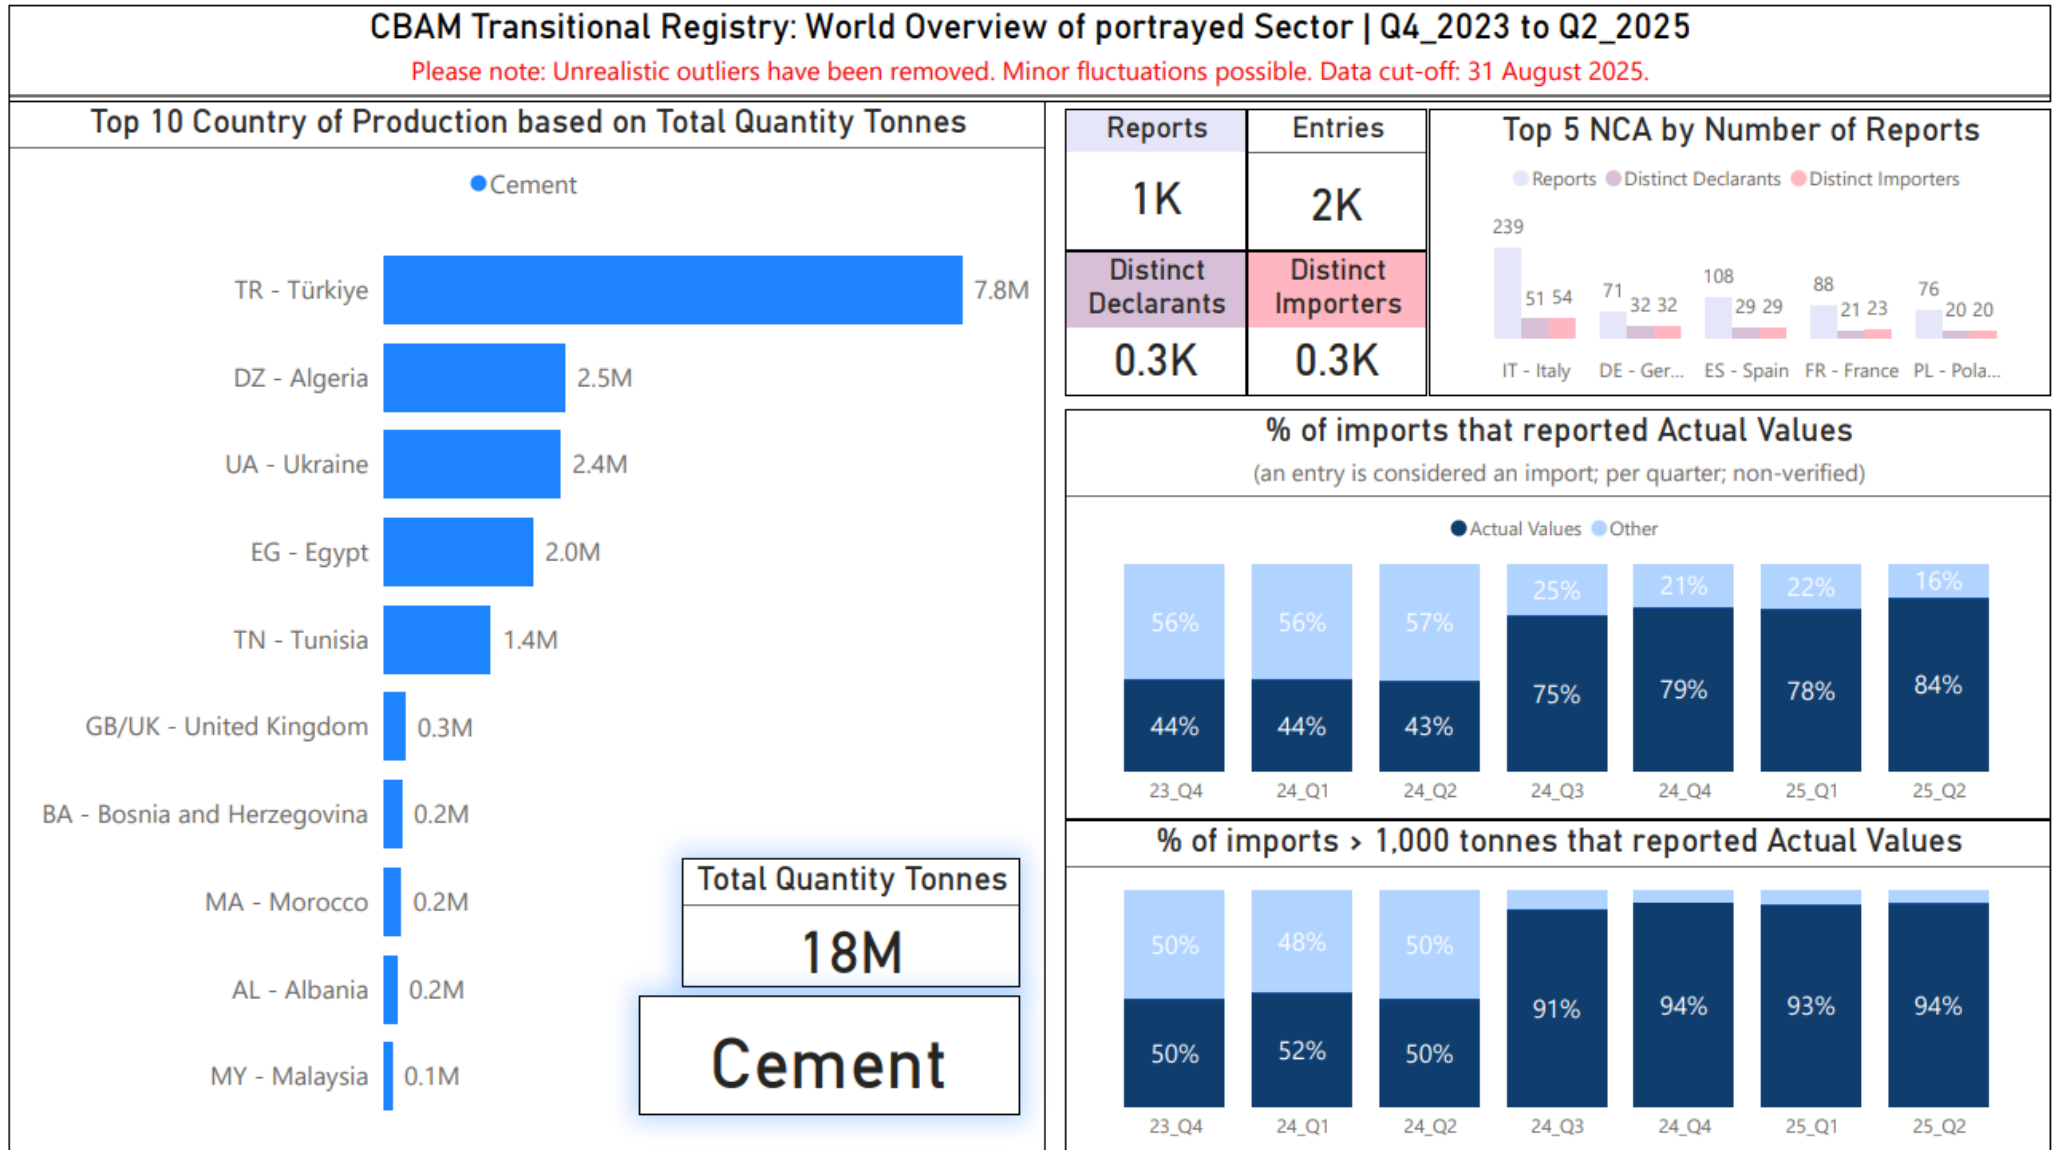 CBAM Transitional Registry: World Overview of portrayed Sector | Q4_2023 to Q2_2025
Please note: Unrealistic outliers have been removed. Minor fluctuations possible. Data cut-off: 31 August 2025.
Top 10 Country of Production based on Total Quantity Tonnes
Cement
TR - Türkiye 7.8M
DZ - Algeria 2.5M
UA - Ukraine 2.4M
EG - Egypt 2.0M
TN - Tunisia 1.4M
GB/UK - United Kingdom 0.3M
BA - Bosnia and Herzegovina 0.2M
MA - Morocco 0.2M
AL - Albania 0.2M
MY - Malaysia 0.1M
Total Quantity Tonnes
18M
Cement
Reports
1K
Entries
2K
Distinct
Declarants
0.3K
Distinct
Importers
0.3K
Top 5 NCA by Number of Reports
Reports Distinct Declarants Distinct Importers
239 51 54
71 32 32
108 29 29
88 21 23
76 20 20
IT - Italy DE - Ger... ES - Spain FR - France PL - Pola...
% of imports that reported Actual Values
(an entry is considered an import; per quarter; non-verified)
Actual Values Other
56% 56% 57% 25% 21% 22% 16%
44% 44% 43% 75% 79% 78% 84%
23_Q4 24_Q1 24_Q2 24_Q3 24_Q4 25_Q1 25_Q2
% of imports > 1,000 tonnes that reported Actual Values
50% 48% 50%
50% 52% 50% 91% 94% 93% 94%
23_Q4 24_Q1 24_Q2 24_Q3 24_Q4 25_Q1 25_Q2